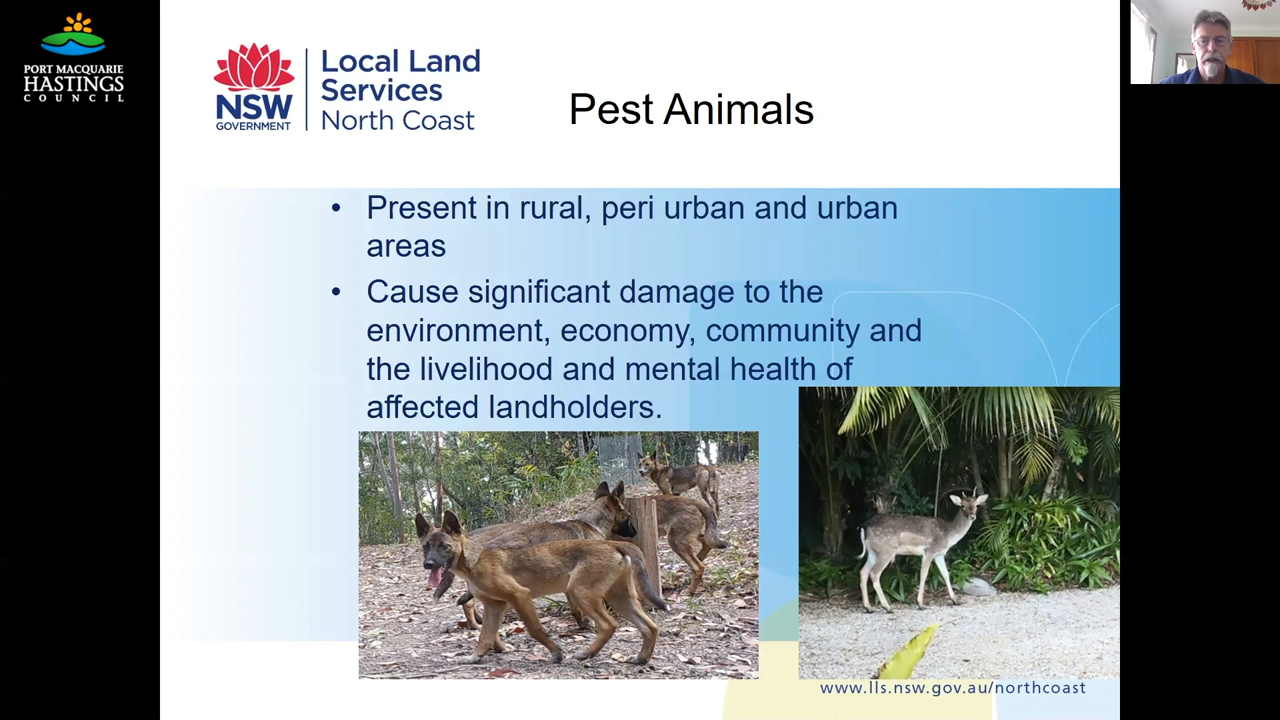 PORT MACQUARIE
HASTINGS
COUNCIL
NSW
GOVERNMENT
Local Land
Services
North Coast
Pest Animals
• Present in rural, peri urban and urban
areas
• Cause significant damage to the
environment, economy, community and
the livelihood and mental health of
affected landholders.
www.lls.nsw.gov.au/northcoast